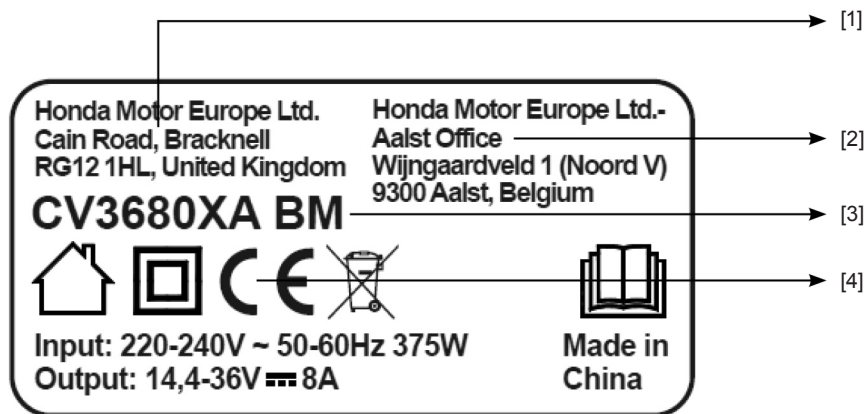 [1]
Honda Motor Europe Ltd.
Cain Road, Bracknell
RG12 1HL, United Kingdom
Honda Motor Europe Ltd.-
Aalst Office
Wijngaardveld 1 (Noord V)
9300 Aalst, Belgium
[2]
CV3680XA BM
[3]
CE
[4]
Input: 220-240V ~ 50-60Hz 375W
Output: 14,4-36V ⎓ 8A
Made in
China